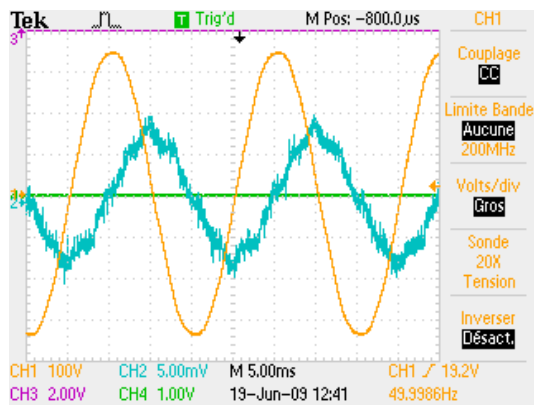 Tek T Trig'd M Pos: -800.0µs CH1
3
Couplage
CC
Limite Bande
Aucune
200MHz
Volts/div
Gros
2
Sonde
20X
Tension
Inverser
Désact.
CH1 100V CH2 5.00mV M 5.00ms CH1 / 19.2V
CH3 2.00V CH4 1.00V 19-Jun-09 12:41 49.9986Hz